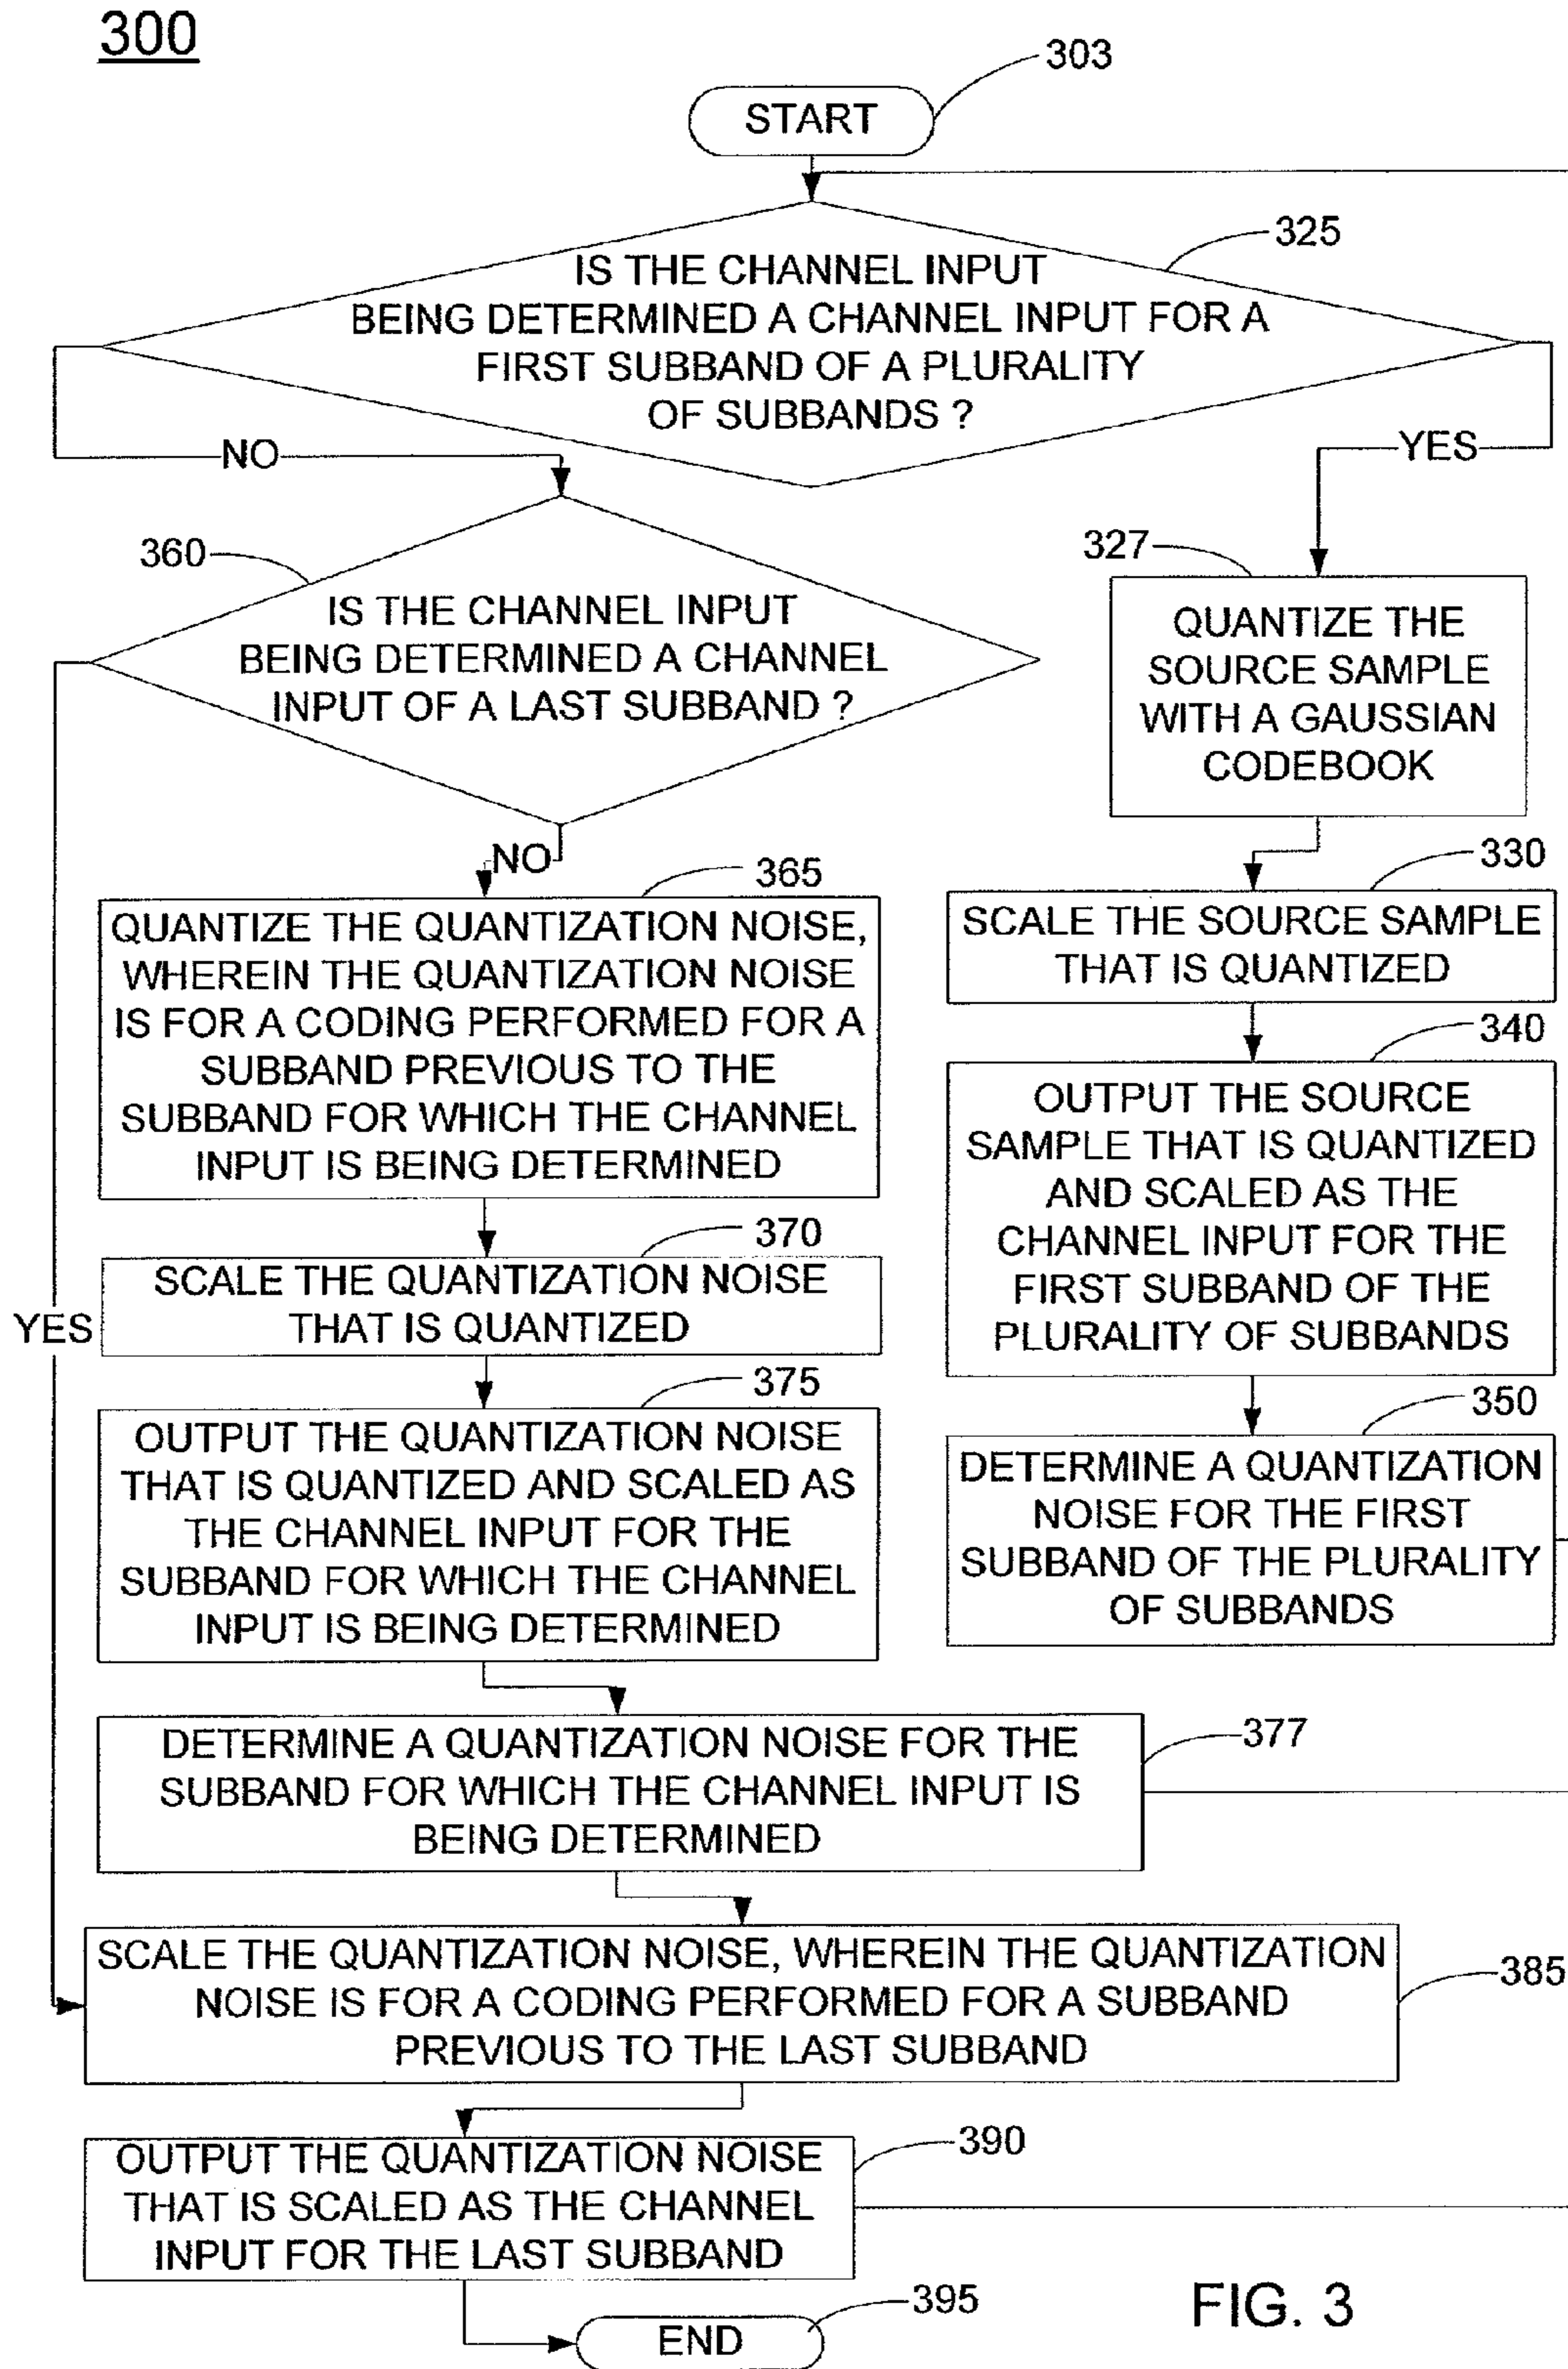 300
303
START
325
IS THE CHANNEL INPUT
BEING DETERMINED A CHANNEL INPUT FOR A
FIRST SUBBAND OF A PLURALITY
OF SUBBANDS ?
NO
YES
360
IS THE CHANNEL INPUT
BEING DETERMINED A CHANNEL
INPUT OF A LAST SUBBAND ?
327
QUANTIZE THE
SOURCE SAMPLE
WITH A GAUSSIAN
CODEBOOK
NO
330
SCALE THE SOURCE SAMPLE
THAT IS QUANTIZED
340
OUTPUT THE SOURCE
SAMPLE THAT IS QUANTIZED
AND SCALED AS THE
CHANNEL INPUT FOR THE
FIRST SUBBAND OF THE
PLURALITY OF SUBBANDS
350
DETERMINE A QUANTIZATION
NOISE FOR THE FIRST
SUBBAND OF THE PLURALITY
OF SUBBANDS
365
QUANTIZE THE QUANTIZATION NOISE,
WHEREIN THE QUANTIZATION NOISE
IS FOR A CODING PERFORMED FOR A
SUBBAND PREVIOUS TO THE
SUBBAND FOR WHICH THE CHANNEL
INPUT IS BEING DETERMINED
370
SCALE THE QUANTIZATION NOISE
THAT IS QUANTIZED
YES
375
OUTPUT THE QUANTIZATION NOISE
THAT IS QUANTIZED AND SCALED AS
THE CHANNEL INPUT FOR THE
SUBBAND FOR WHICH THE CHANNEL
INPUT IS BEING DETERMINED
377
DETERMINE A QUANTIZATION NOISE FOR THE
SUBBAND FOR WHICH THE CHANNEL INPUT IS
BEING DETERMINED
385
SCALE THE QUANTIZATION NOISE, WHEREIN THE QUANTIZATION
NOISE IS FOR A CODING PERFORMED FOR A SUBBAND
PREVIOUS TO THE LAST SUBBAND
390
OUTPUT THE QUANTIZATION NOISE
THAT IS SCALED AS THE CHANNEL
INPUT FOR THE LAST SUBBAND
395
END
FIG. 3